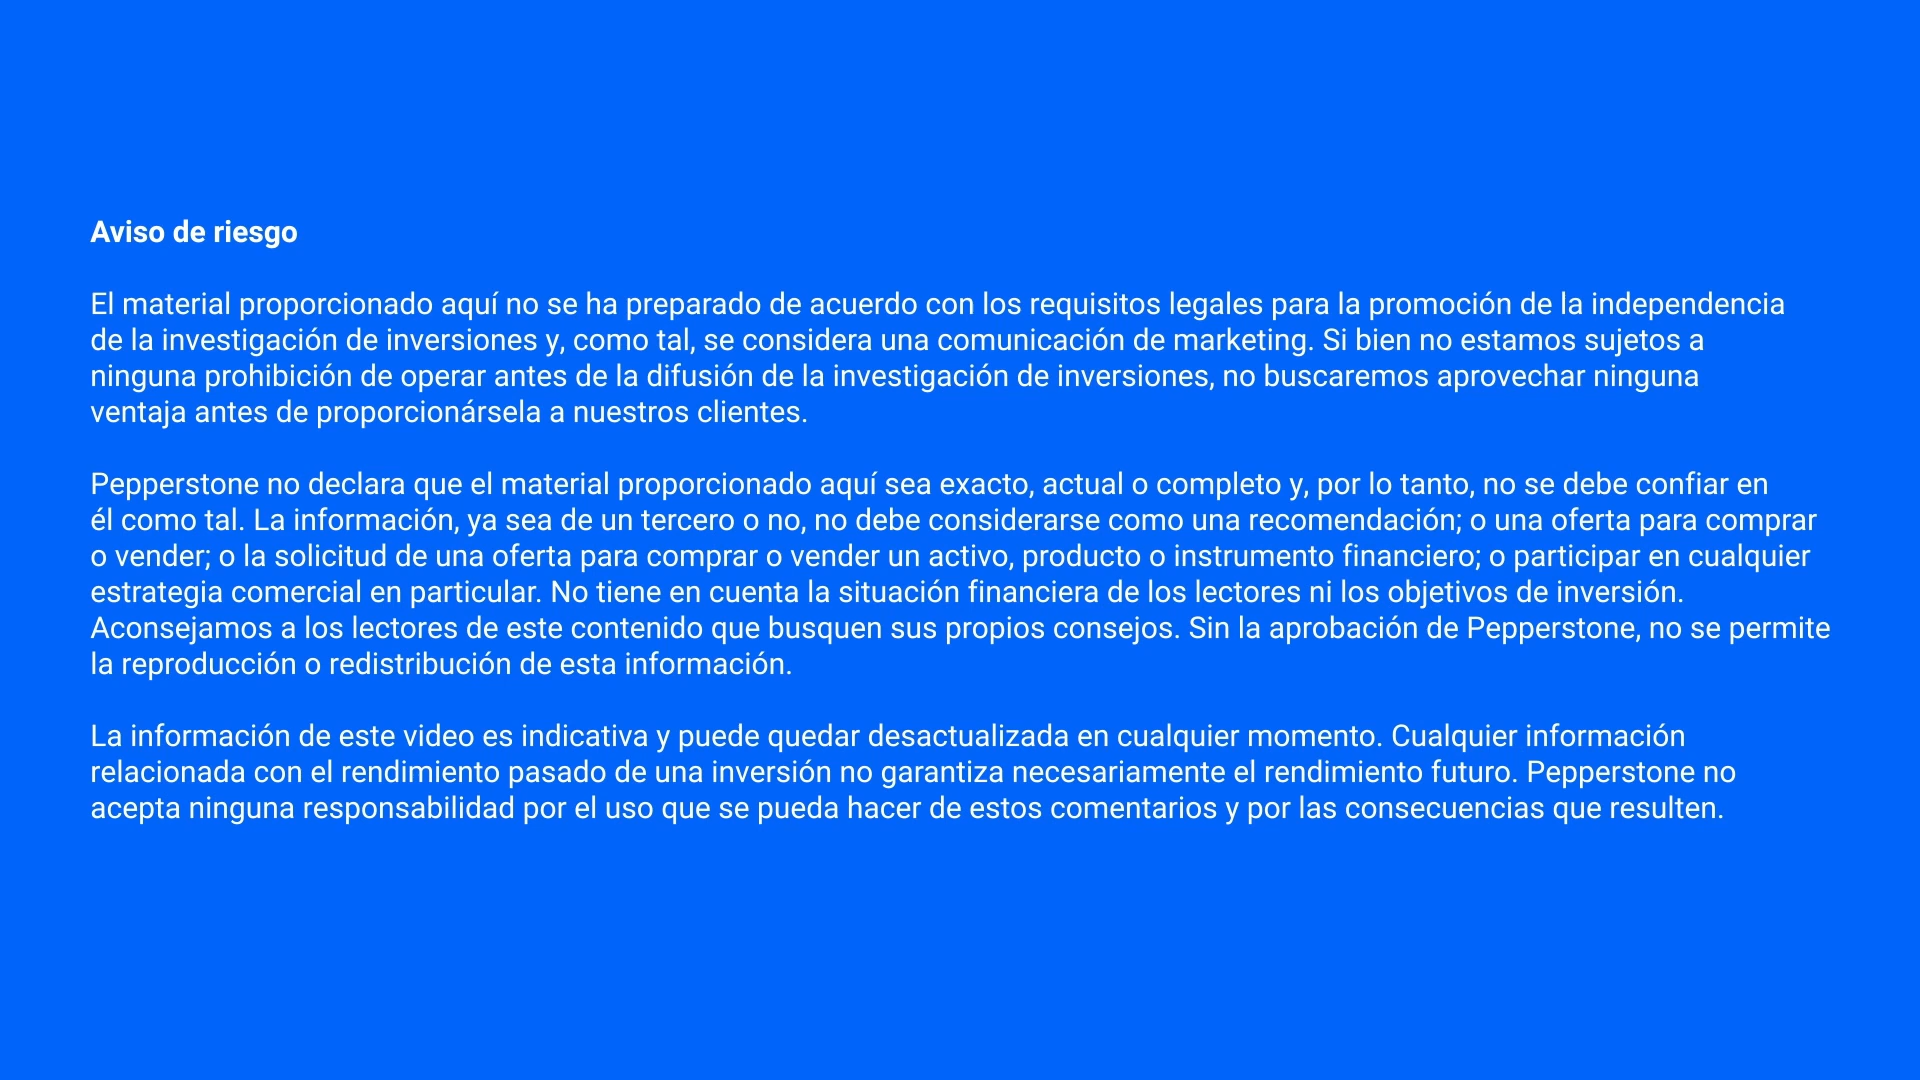 Aviso de riesgo
El material proporcionado aquí no se ha preparado de acuerdo con los requisitos legales para la promoción de la independencia
de la investigación de inversiones y, como tal, se considera una comunicación de marketing. Si bien no estamos sujetos a
ninguna prohibición de operar antes de la difusión de la investigación de inversiones, no buscaremos aprovechar ninguna
ventaja antes de proporcionársela a nuestros clientes.
Pepperstone no declara que el material proporcionado aquí sea exacto, actual o completo y, por lo tanto, no se debe confiar en
él como tal. La información, ya sea de un tercero o no, no debe considerarse como una recomendación; o una oferta para comprar
o vender; o la solicitud de una oferta para comprar o vender un activo, producto o instrumento financiero; o participar en cualquier
estrategia comercial en particular. No tiene en cuenta la situación financiera de los lectores ni los objetivos de inversión.
Aconsejamos a los lectores de este contenido que busquen sus propios consejos. Sin la aprobación de Pepperstone, no se permite
la reproducción o redistribución de esta información.
La información de este video es indicativa y puede quedar desactualizada en cualquier momento. Cualquier información
relacionada con el rendimiento pasado de una inversión no garantiza necesariamente el rendimiento futuro. Pepperstone no
acepta ninguna responsabilidad por el uso que se pueda hacer de estos comentarios y por las consecuencias que resulten.